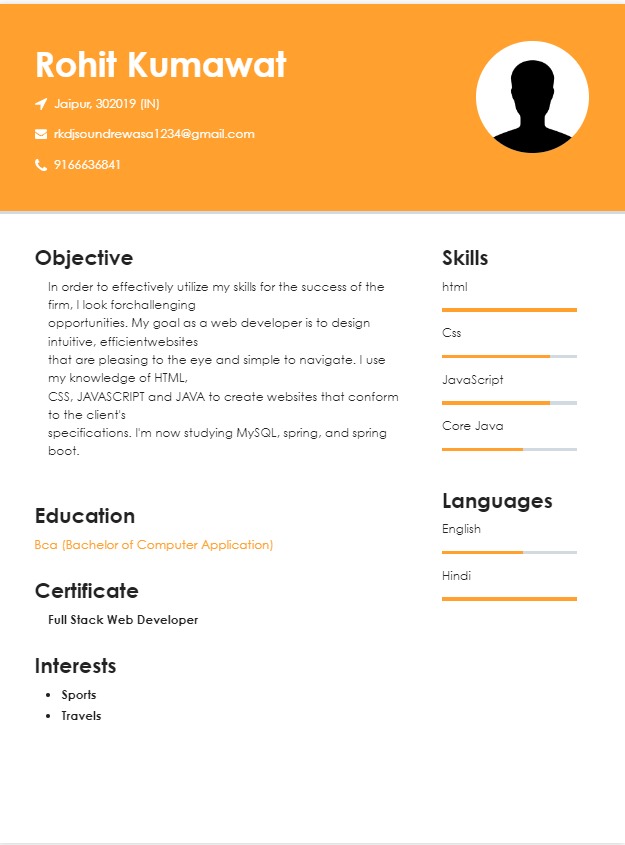 Rohit Kumawat
Jaipur, 302019 (IN)
rkdjsoundrewasa1234@gmail.com
9166636841
Objective
In order to effectively utilize my skills for the success of the
firm, I look forchallenging
opportunities. My goal as a web developer is to design
intuitive, efficientwebsites
that are pleasing to the eye and simple to navigate. I use
my knowledge of HTML,
CSS, JAVASCRIPT and JAVA to create websites that conform
to the client's
specifications. I'm now studying MySQL, spring, and spring
boot.
Education
Bca (Bachelor of Computer Application)
Certificate
Full Stack Web Developer
Interests
• Sports
• Travels
Skills
html
Css
JavaScript
Core Java
Languages
English
Hindi